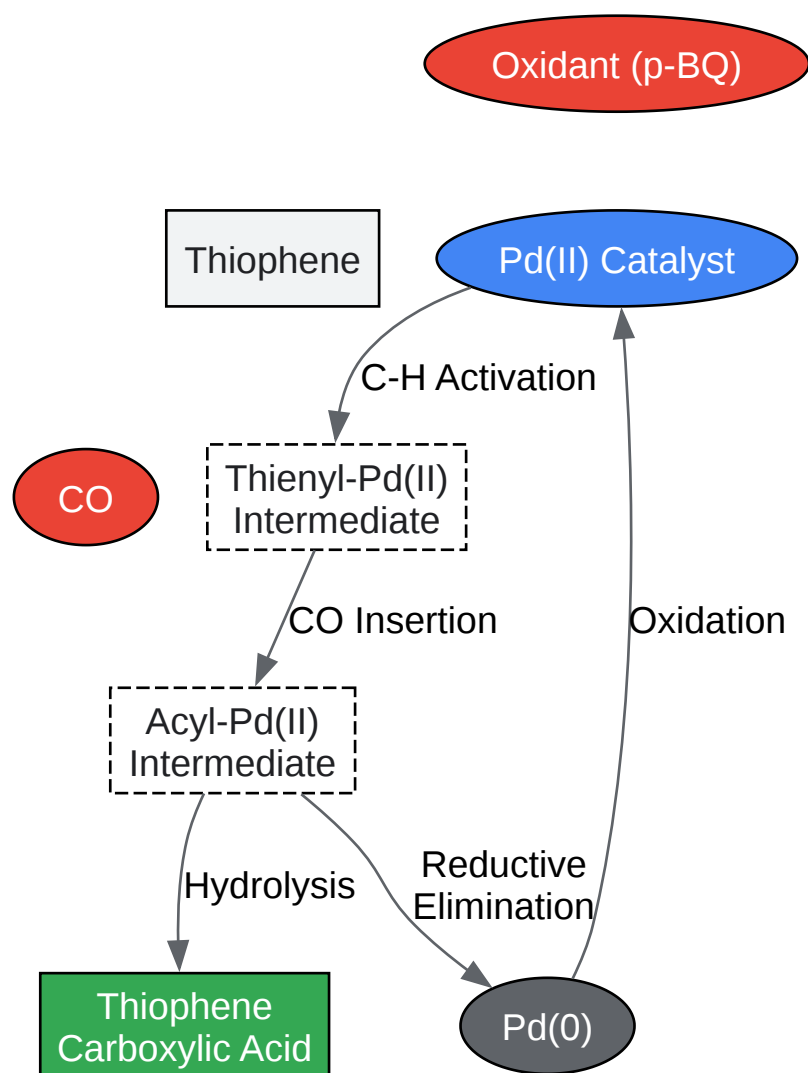 Oxidant (p-BQ)
Thiophene
Pd(II) Catalyst
C-H Activation
Thienyl-Pd(II)
Intermediate
CO
CO Insertion
Oxidation
Acyl-Pd(II)
Intermediate
Hydrolysis
Reductive
Elimination
Thiophene
Carboxylic Acid
Pd(0)